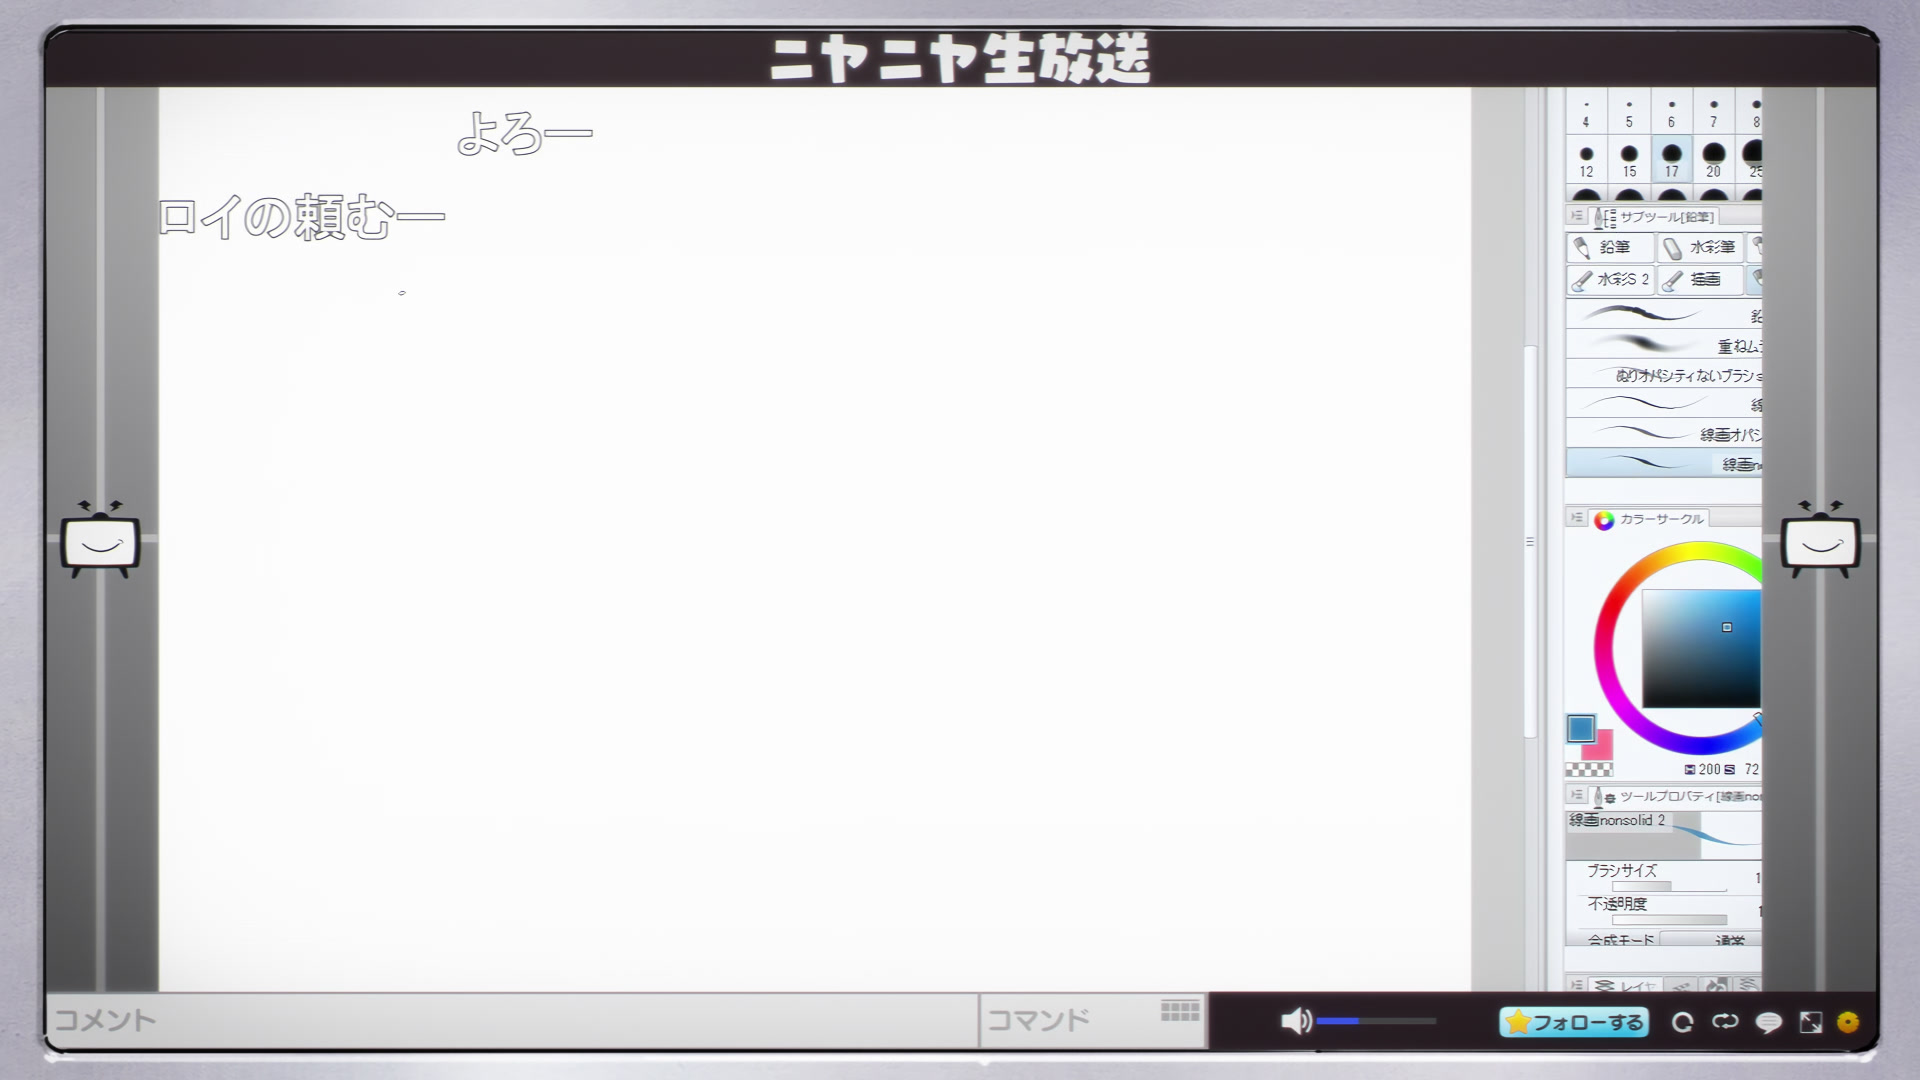 ニヤニヤ生放送
よろー
ロイの頼むー
4 5 6 7 8
12 15 17 20 25
サブツール[鉛筆]
鉛筆 水彩筆
水彩S 2 描画
鉛
重ねム
ぬりオパシティないブラシ
線
線画オパシ
線画n
カラーサークル
H 200 S 72
ツールプロパティ[線画non
線画nonsolid 2
ブラシサイズ 1
不透明度 1
合成モード 通常
レイヤ
コメント
コマンド
フォローする